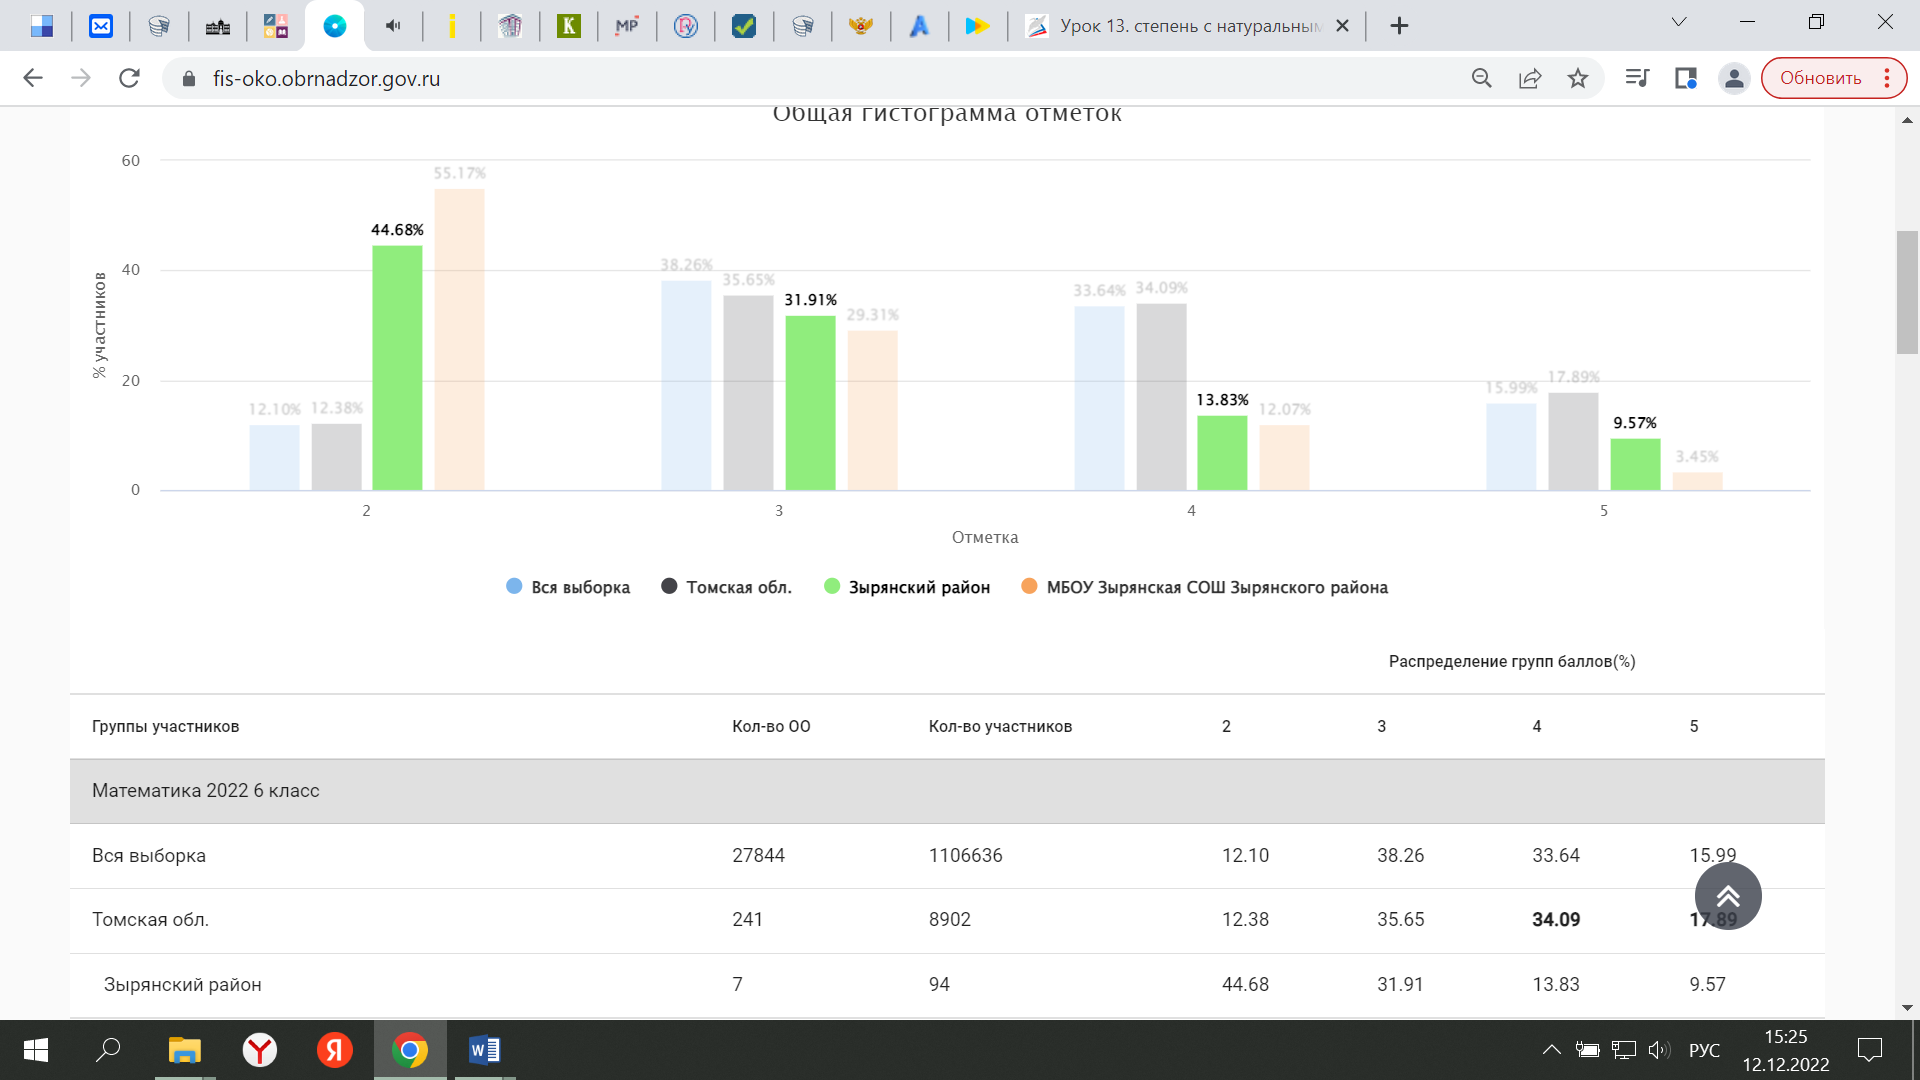 Урок 13. степень с натуральным
fis-oko.obrnadzor.gov.ru
Обновить
Общая гистограмма отметок
60
40
20
0
% участников
12.10% 12.38% 44.68% 55.17%
38.26% 35.65% 31.91% 29.31%
33.64% 34.09% 13.83% 12.07%
15.99% 17.89% 9.57% 3.45%
2 3 4 5
Отметка
Вся выборка Томская обл. Зырянский район МБОУ Зырянская СОШ Зырянского района
Распределение групп баллов(%)
Группы участников Кол-во ОО Кол-во участников 2 3 4 5
Математика 2022 6 класс
Вся выборка 27844 1106636 12.10 38.26 33.64 15.99
Томская обл. 241 8902 12.38 35.65 34.09 17.89
Зырянский район 7 94 44.68 31.91 13.83 9.57
РУС
15:25
12.12.2022